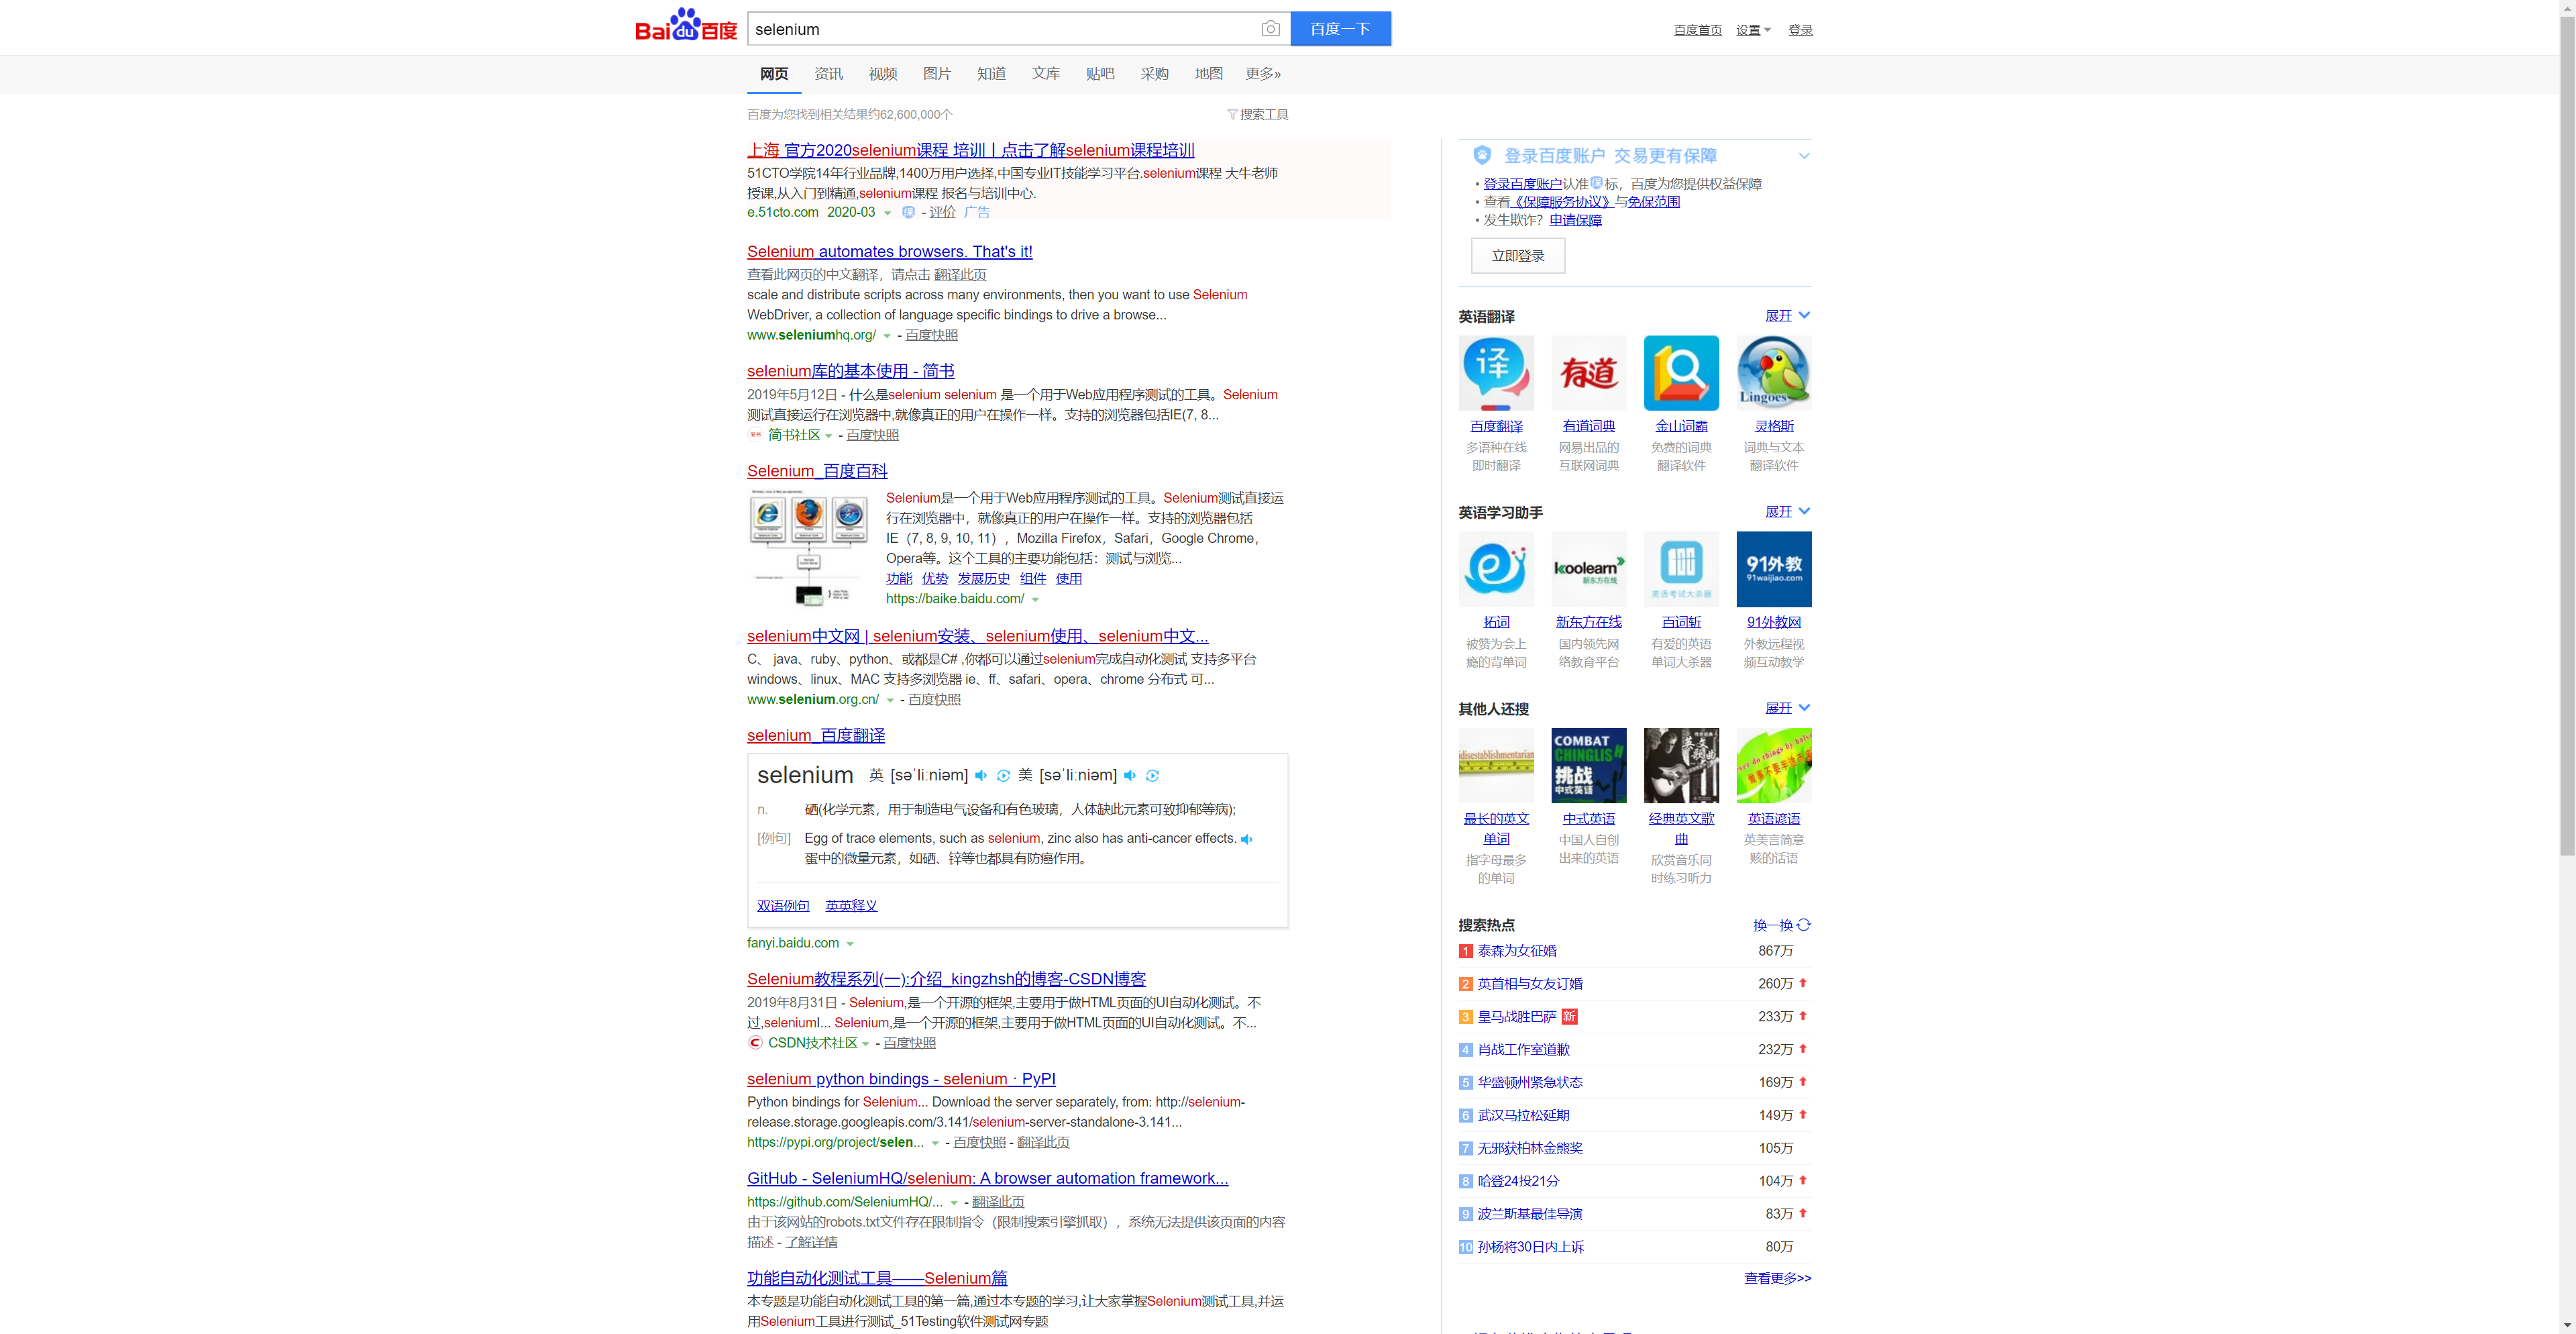 Bai du 百度
selenium
百度一下
百度首页 设置 登录
网页 资讯 视频 图片 知道 文库 贴吧 采购 地图 更多»
百度为您找到相关结果约62,600,000个
搜索工具
上海 官方2020selenium课程 培训丨点击了解selenium课程培训
51CTO学院14年行业品牌,1400万用户选择,中国专业IT技能学习平台.selenium课程 大牛老师
授课,从入门到精通,selenium课程 报名与培训中心.
e.51cto.com 2020-03 保 - 评价 广告
Selenium automates browsers. That's it!
查看此网页的中文翻译，请点击 翻译此页
scale and distribute scripts across many environments, then you want to use Selenium
WebDriver, a collection of language specific bindings to drive a browse...
www.seleniumhq.org/ - 百度快照
selenium库的基本使用 - 简书
2019年5月12日 - 什么是selenium selenium 是一个用于Web应用程序测试的工具。Selenium
测试直接运行在浏览器中,就像真正的用户在操作一样。支持的浏览器包括IE(7, 8...
简书社区 - 百度快照
Selenium_百度百科
Selenium是一个用于Web应用程序测试的工具。Selenium测试直接运
行在浏览器中，就像真正的用户在操作一样。支持的浏览器包括
IE（7, 8, 9, 10, 11），Mozilla Firefox，Safari，Google Chrome，
Opera等。这个工具的主要功能包括：测试与浏览...
功能 优势 发展历史 组件 使用
https://baike.baidu.com/
selenium中文网 | selenium安装、selenium使用、selenium中文...
C、 java、ruby、python、或都是C# ,你都可以通过selenium完成自动化测试 支持多平台
windows、linux、MAC 支持多浏览器 ie、ff、safari、opera、chrome 分布式 可...
www.selenium.org.cn/ - 百度快照
selenium_百度翻译
selenium 英 [səˈliːniəm] 美 [səˈliːniəm]
n. 硒(化学元素，用于制造电气设备和有色玻璃，人体缺此元素可致抑郁等病);
[例句] Egg of trace elements, such as selenium, zinc also has anti-cancer effects.
蛋中的微量元素，如硒、锌等也都具有防癌作用。
双语例句 英英释义
fanyi.baidu.com
Selenium教程系列(一):介绍_kingzhsh的博客-CSDN博客
2019年8月31日 - Selenium,是一个开源的框架,主要用于做HTML页面的UI自动化测试。不
过,seleniumI... Selenium,是一个开源的框架,主要用于做HTML页面的UI自动化测试。不...
CSDN技术社区 - 百度快照
selenium python bindings - selenium · PyPI
Python bindings for Selenium... Download the server separately, from: http://selenium-
release.storage.googleapis.com/3.141/selenium-server-standalone-3.141...
https://pypi.org/project/selen... - 百度快照 - 翻译此页
GitHub - SeleniumHQ/selenium: A browser automation framework...
https://github.com/SeleniumHQ/... - 翻译此页
由于该网站的robots.txt文件存在限制指令（限制搜索引擎抓取），系统无法提供该页面的内容
描述 - 了解详情
功能自动化测试工具——Selenium篇
本专题是功能自动化测试工具的第一篇,通过本专题的学习,让大家掌握Selenium测试工具,并运
用Selenium工具进行测试_51Testing软件测试网专题
登录百度账户 交易更有保障
・登录百度账户认准保标，百度为您提供权益保障
・查看《保障服务协议》与免保范围
・发生欺诈？申请保障
立即登录
英语翻译 展开
译 有道 Lingoes
百度翻译 有道词典 金山词霸 灵格斯
多语种在线 网易出品的 免费的词典 词典与文本
即时翻译 互联网词典 翻译软件 翻译软件
英语学习助手 展开
koolearn 新东方在线 英语考试大杀器 91外教 91waijiao.com
拓词 新东方在线 百词斩 91外教网
被赞为会上 国内领先网 有爱的英语 外教远程视
瘾的背单词 络教育平台 单词大杀器 频互动教学
其他人还搜 展开
disestablishmentarian COMBAT CHINGLISH 挑战 中式英语
最长的英文 中式英语 经典英文歌 英语谚语
单词 曲
指字母最多 中国人自创 欣赏音乐同 英美言简意
的单词 出来的英语 时练习听力 赅的话语
搜索热点 换一换
1 泰森为女征婚 867万
2 英首相与女友订婚 260万
3 皇马战胜巴萨 新 233万
4 肖战工作室道歉 232万
5 华盛顿州紧急状态 169万
6 武汉马拉松延期 149万
7 无邪获柏林金熊奖 105万
8 哈登24投21分 104万
9 波兰斯基最佳导演 83万
10 孙杨将30日内上诉 80万
查看更多>>